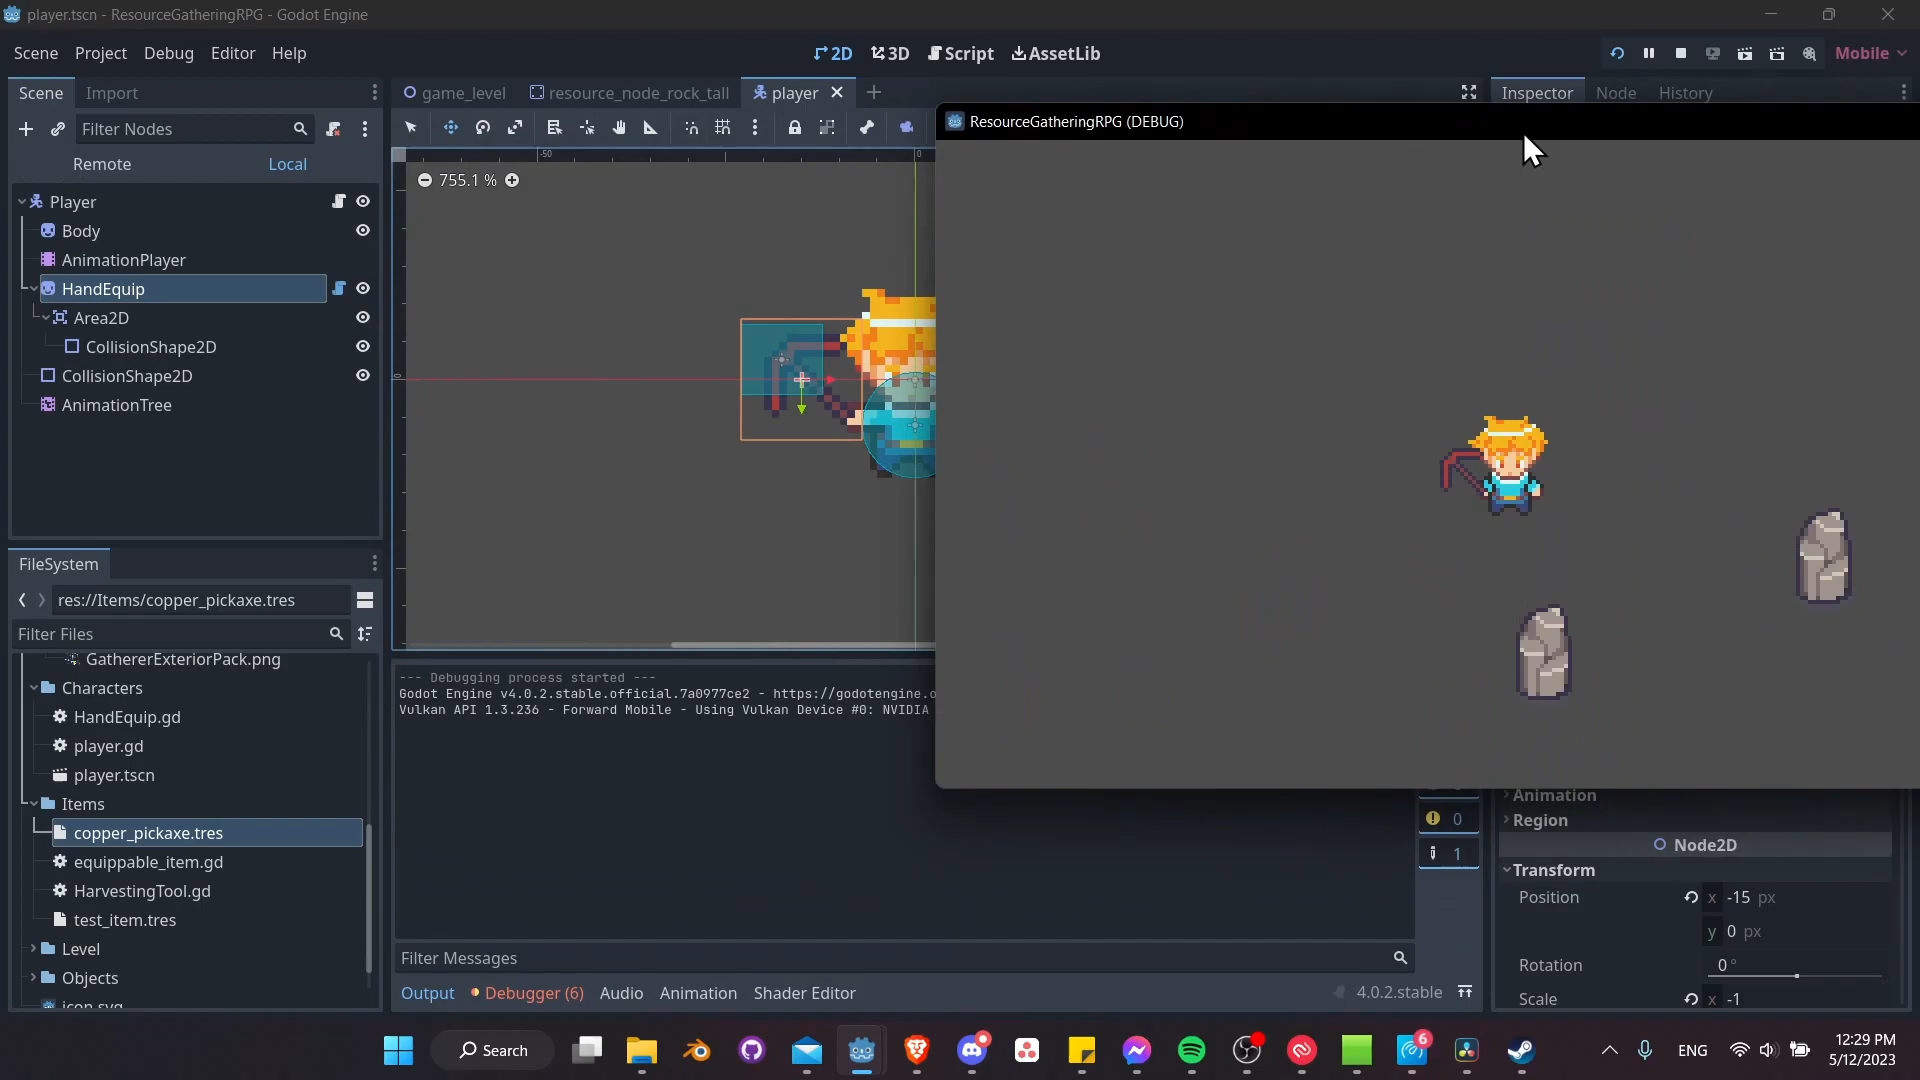 player.tscn - ResourceGatheringRPG - Godot Engine
Scene Project Debug Editor Help
2D 3D Script AssetLib
Mobile
Scene Import
game_level resource_node_rock_tall player
Inspector Node History
Filter Nodes
Remote Local
Player
Body
AnimationPlayer
HandEquip
Area2D
CollisionShape2D
CollisionShape2D
AnimationTree
-50 0
755.1 %
0
ResourceGatheringRPG (DEBUG)
FileSystem
res://Items/copper_pickaxe.tres
Filter Files
GathererExteriorPack.png
Characters
HandEquip.gd
player.gd
player.tscn
Items
copper_pickaxe.tres
equippable_item.gd
HarvestingTool.gd
test_item.tres
Level
Objects
icon.svg
--- Debugging process started ---
Godot Engine v4.0.2.stable.official.7a0977ce2 - https://godotengine.o
Vulkan API 1.3.236 - Forward Mobile - Using Vulkan Device #0: NVIDIA
0
1
Filter Messages
Output Debugger (6) Audio Animation Shader Editor
4.0.2.stable
Animation
Region
Node2D
Transform
Position x -15 px
y 0 px
Rotation 0 °
Scale x -1
Search
6
ENG
12:29 PM
5/12/2023